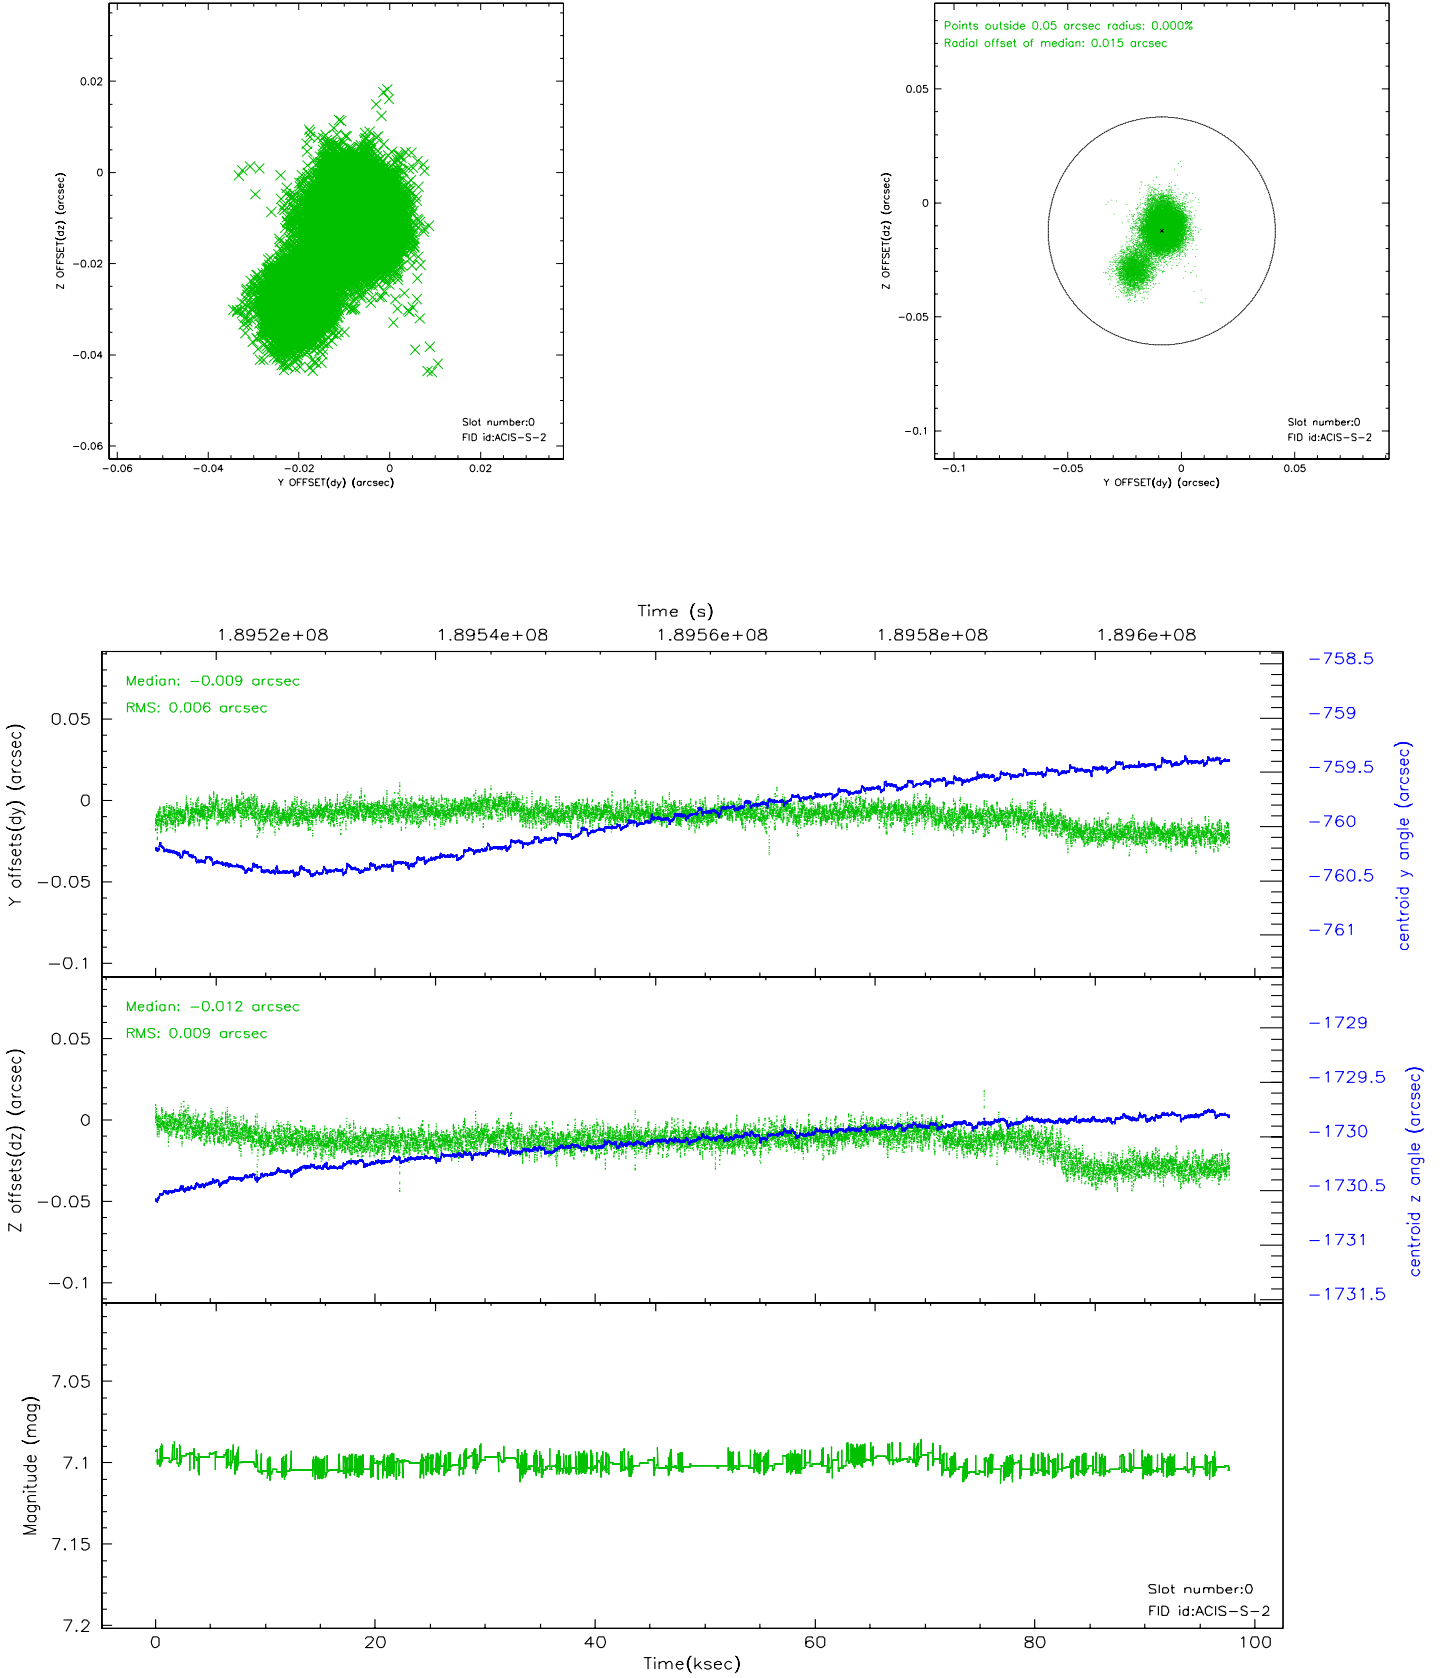 0.02
0
−0.02
−0.04
−0.06
Z OFFSET(dz) (arcsec)
Slot number:0
FID id:ACIS−S−2
−0.06 −0.04 −0.02 0 0.02
Y OFFSET(dy) (arcsec)
Points outside 0.05 arcsec radius: 0.000%
Radial offset of median: 0.015 arcsec
0.05
0
−0.05
−0.1
Z OFFSET(dz) (arcsec)
Slot number:0
FID id:ACIS−S−2
−0.1 −0.05 0 0.05
Y OFFSET(dy) (arcsec)
Time (s)
1.8952e+08 1.8954e+08 1.8956e+08 1.8958e+08 1.896e+08
Median: −0.009 arcsec
RMS: 0.006 arcsec
0.05
0
−0.05
−0.1
Y offsets(dy) (arcsec)
−758.5
−759
−759.5
−760
−760.5
−761
centroid y angle (arcsec)
Median: −0.012 arcsec
RMS: 0.009 arcsec
0.05
0
−0.05
−0.1
Z offsets(dz) (arcsec)
−1729
−1729.5
−1730
−1730.5
−1731
−1731.5
centroid z angle (arcsec)
7.05
7.1
7.15
7.2
Magnitude (mag)
Slot number:0
FID id:ACIS−S−2
0 20 40 60 80 100
Time(ksec)